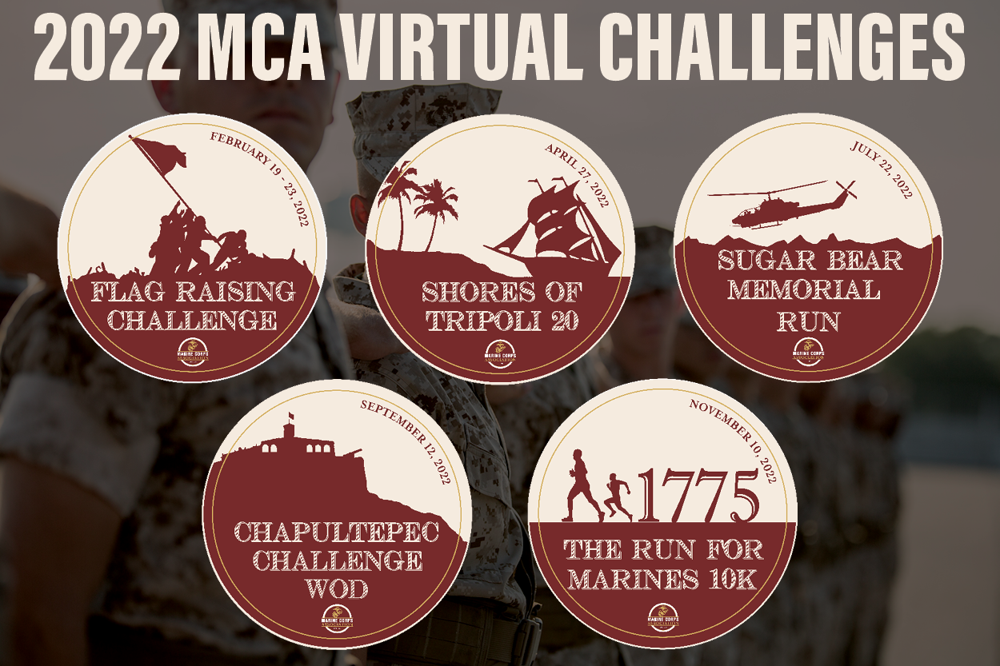 2022 MCA VIRTUAL CHALLENGES
FEBRUARY 19 - 23, 2022
FLAG RAISING
CHALLENGE
MARINE CORPS
ASSOCIATION
APRIL 27, 2022
SHORES OF
TRIPOLI 20
MARINE CORPS
ASSOCIATION
JULY 22, 2022
SUGAR BEAR
MEMORIAL
RUN
MARINE CORPS
ASSOCIATION
SEPTEMBER 12, 2022
CHAPULTEPEC
CHALLENGE
WOD
MARINE CORPS
ASSOCIATION
NOVEMBER 10, 2022
1775
THE RUN FOR
MARINES 10K
MARINE CORPS
ASSOCIATION